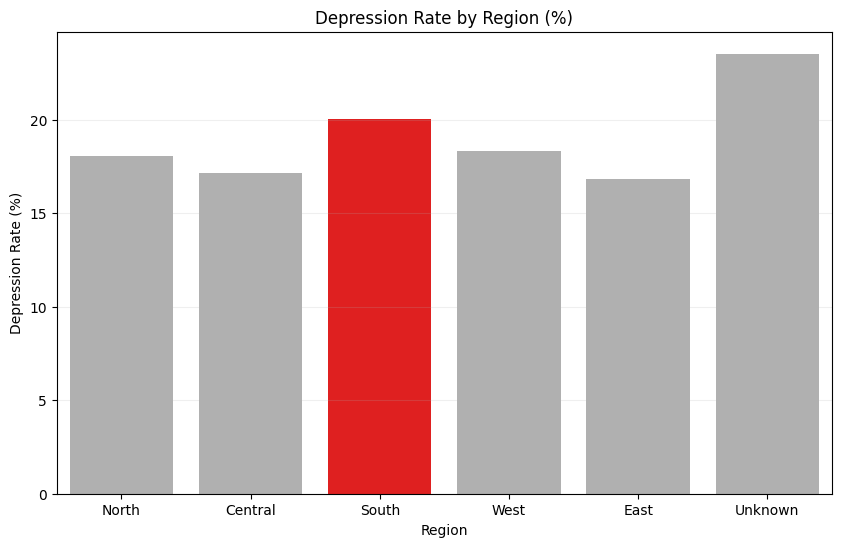 Depression Rate by Region (%)
Depression Rate (%)
20
15
10
5
0
North Central South West East Unknown
Region